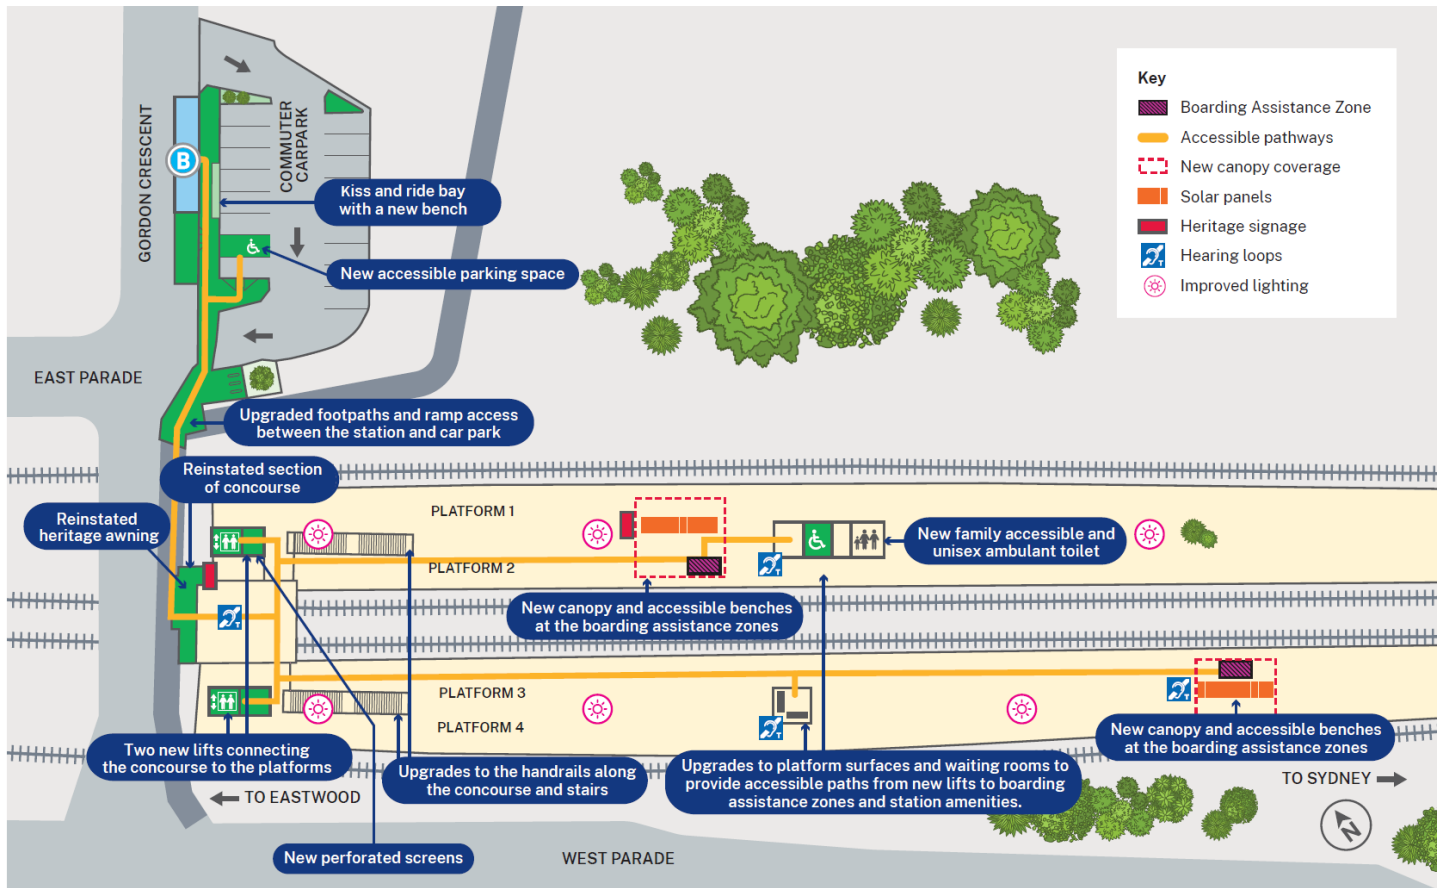 Key
Boarding Assistance Zone
Accessible pathways
New canopy coverage
Solar panels
Heritage signage
T
Hearing loops
Improved lighting
GORDON CRESCENT
COMMUTER
CARPARK
B
Kiss and ride bay
with a new bench
New accessible parking space
EAST PARADE
Upgraded footpaths and ramp access
between the station and car park
Reinstated section
of concourse
Reinstated
heritage awning
PLATFORM 1
New family accessible and
unisex ambulant toilet
PLATFORM 2
T
New canopy and accessible benches
at the boarding assistance zones
T
PLATFORM 3
T
PLATFORM 4
T
New canopy and accessible benches
at the boarding assistance zones
Two new lifts connecting
the concourse to the platforms
Upgrades to the handrails along
the concourse and stairs
Upgrades to platform surfaces and waiting rooms to
provide accessible paths from new lifts to boarding
assistance zones and station amenities.
TO SYDNEY
TO EASTWOOD
N
New perforated screens
WEST PARADE